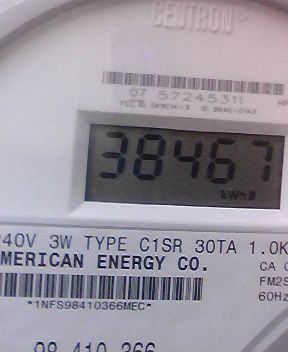 CENTRON®
07 57245311
38467
kWh
240V 3W TYPE C1SR 30TA 1.0K
AMERICAN ENERGY CO.
CA
FM2S
60Hz
*1NFS98410366MEC*
98 410 366